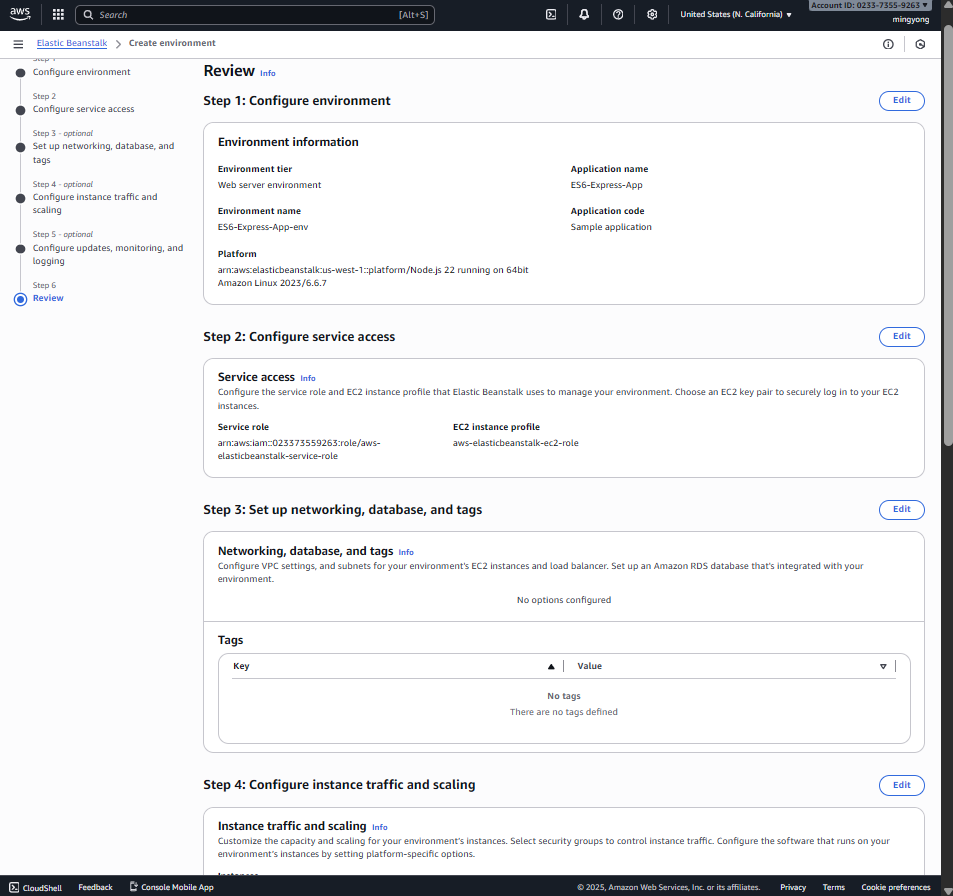 aws
Search [Alt+S]
United States (N. California) ▼
Account ID: 0233-7355-9263 ▼
mingyong
Elastic Beanstalk > Create environment
Configure environment
Step 2
Configure service access
Step 3 - optional
Set up networking, database, and
tags
Step 4 - optional
Configure instance traffic and
scaling
Step 5 - optional
Configure updates, monitoring, and
logging
Step 6
Review
Review Info
Step 1: Configure environment
Edit
Environment information
Environment tier
Web server environment
Application name
ES6-Express-App
Environment name
ES6-Express-App-env
Application code
Sample application
Platform
arn:aws:elasticbeanstalk:us-west-1::platform/Node.js 22 running on 64bit
Amazon Linux 2023/6.6.7
Step 2: Configure service access
Edit
Service access Info
Configure the service role and EC2 instance profile that Elastic Beanstalk uses to manage your environment. Choose an EC2 key pair to securely log in to your EC2
instances.
Service role
arn:aws:iam::023373559263:role/aws-
elasticbeanstalk-service-role
EC2 instance profile
aws-elasticbeanstalk-ec2-role
Step 3: Set up networking, database, and tags
Edit
Networking, database, and tags Info
Configure VPC settings, and subnets for your environment's EC2 instances and load balancer. Set up an Amazon RDS database that's integrated with your
environment.
No options configured
Tags
Key ▲ | Value ▽ |
No tags
There are no tags defined
Step 4: Configure instance traffic and scaling
Edit
Instance traffic and scaling Info
Customize the capacity and scaling for your environment's instances. Select security groups to control instance traffic. Configure the software that runs on your
environment's instances by setting platform-specific options.
CloudShell Feedback Console Mobile App © 2025, Amazon Web Services, Inc. or its affiliates. Privacy Terms Cookie preferences